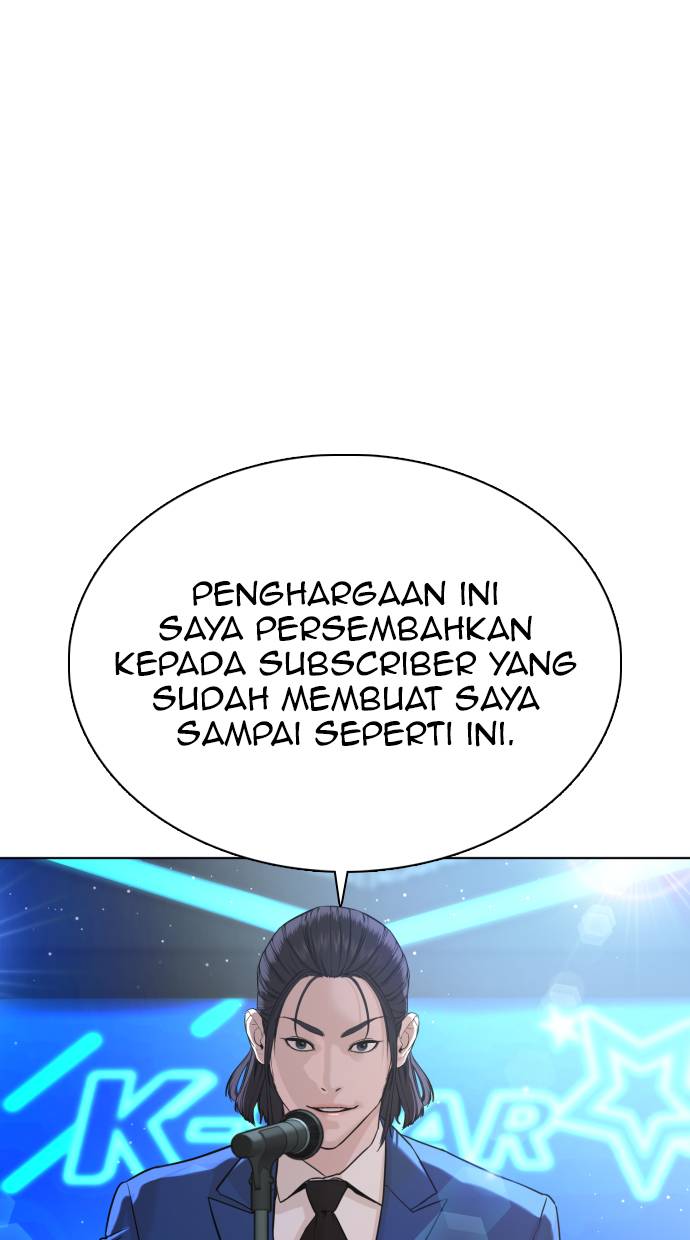 PENGHARGAAN INI
SAYA PERSEMBAHKAN
KEPADA SUBSCRIBER YANG
SUDAH MEMBUAT SAYA
SAMPAI SEPERTI INI.